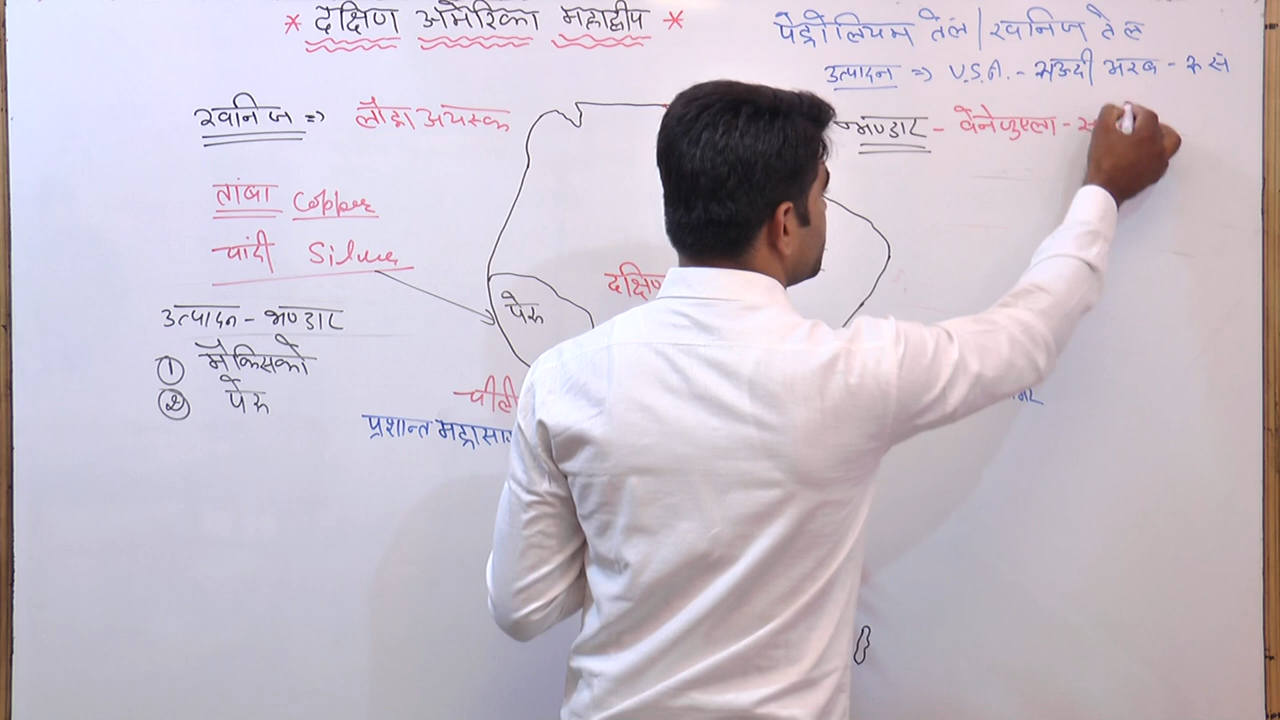 * दक्षिण अमेरिका महाद्वीप *
पेट्रोलियम तेल / खनिज तेल
उत्पादन => U.S.A. - सऊदी अरब - रूस
खनिज => लौहा अयस्क
भण्डार - वेनेजुएला -
तांबा Copper
चांदी Silver
दक्षिण
पेरू
उत्पादन - भण्डार
① मैक्सिको
② पेरू
प्रशान्त महासा